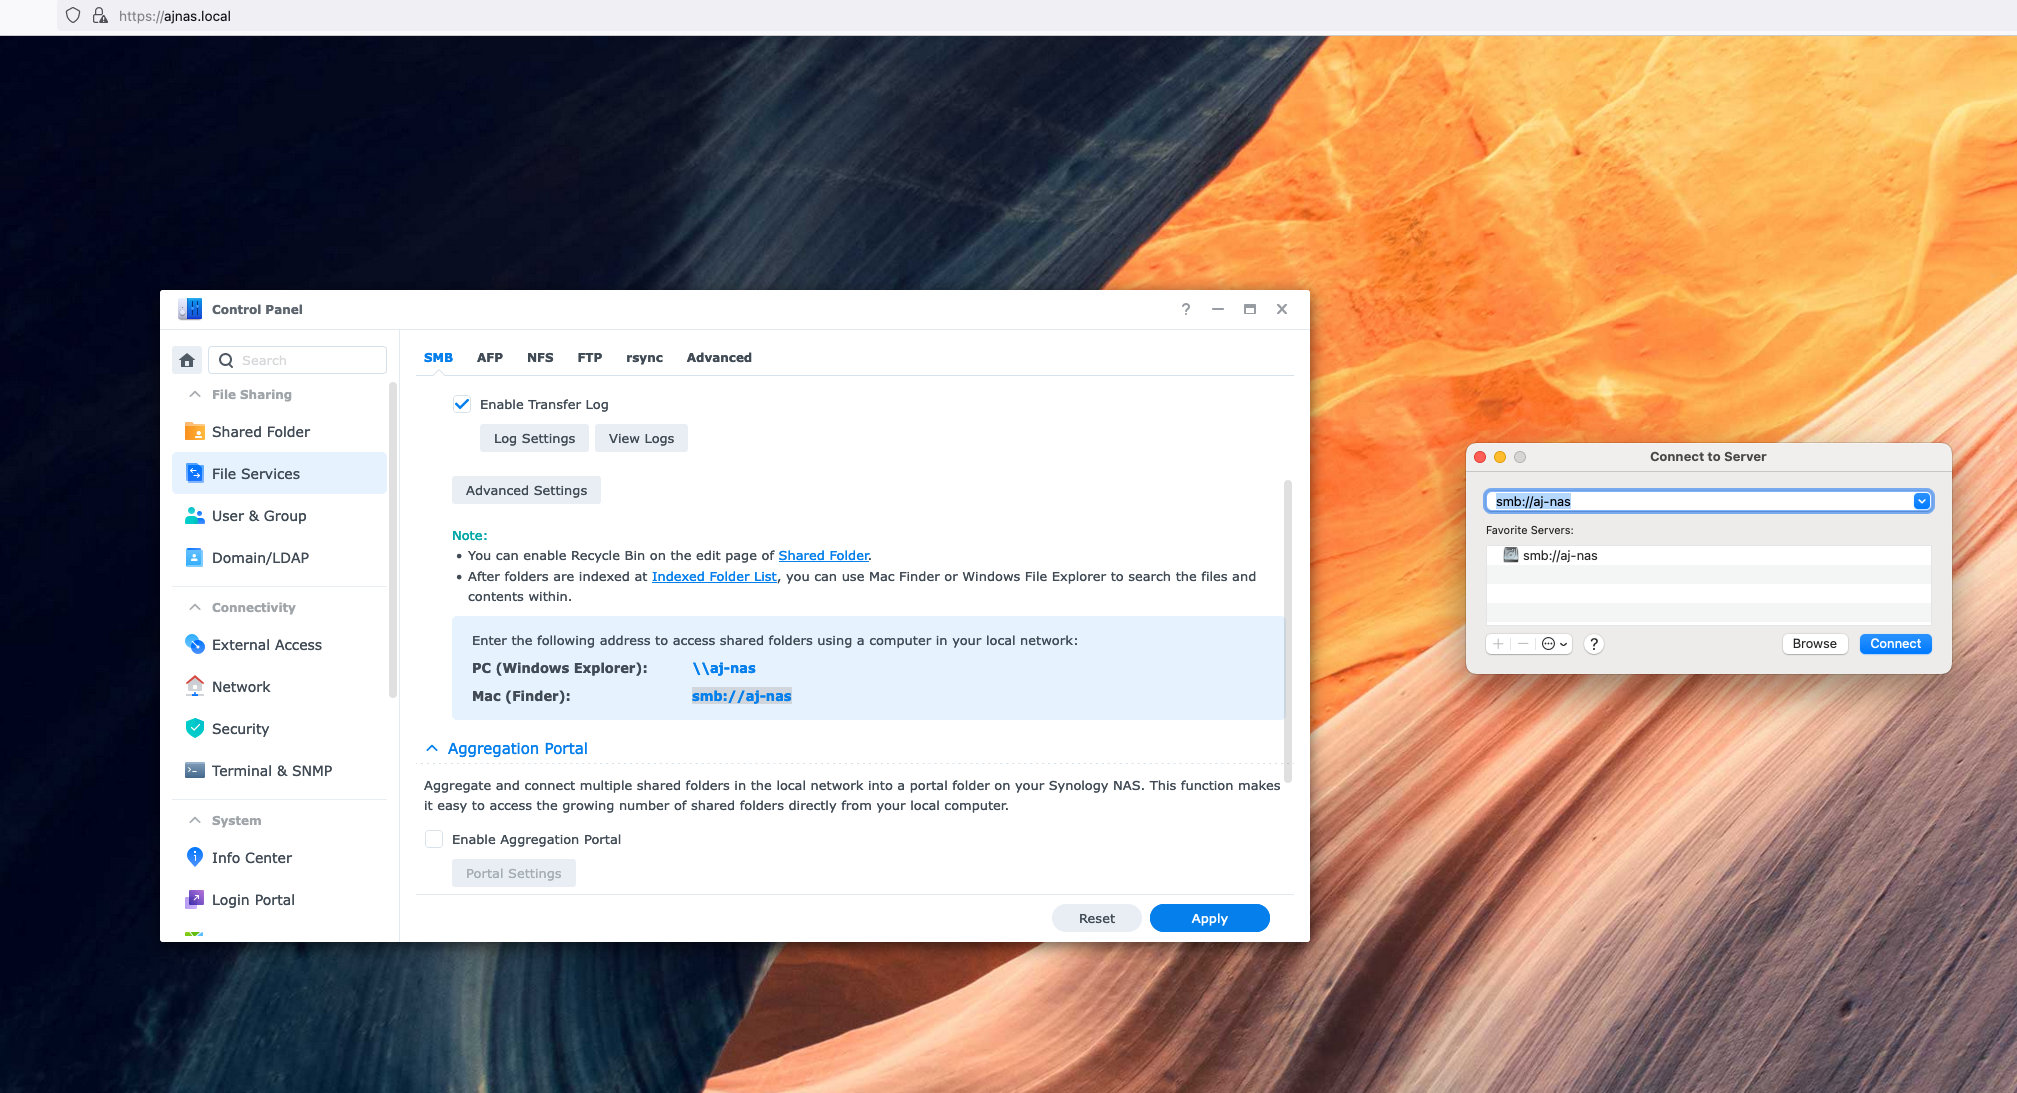 https://ajnas.local
Control Panel
?
Search
File Sharing
Shared Folder
File Services
User & Group
Domain/LDAP
Connectivity
External Access
Network
Security
Terminal & SNMP
System
Info Center
Login Portal
SMB AFP NFS FTP rsync Advanced
Enable Transfer Log
Log Settings View Logs
Advanced Settings
Note:
• You can enable Recycle Bin on the edit page of Shared Folder.
• After folders are indexed at Indexed Folder List, you can use Mac Finder or Windows File Explorer to search the files and
contents within.
Enter the following address to access shared folders using a computer in your local network:
PC (Windows Explorer): \\aj-nas
Mac (Finder): smb://aj-nas
Aggregation Portal
Aggregate and connect multiple shared folders in the local network into a portal folder on your Synology NAS. This function makes
it easy to access the growing number of shared folders directly from your local computer.
Enable Aggregation Portal
Portal Settings
Reset Apply
Connect to Server
smb://aj-nas
Favorite Servers:
smb://aj-nas
? Browse Connect